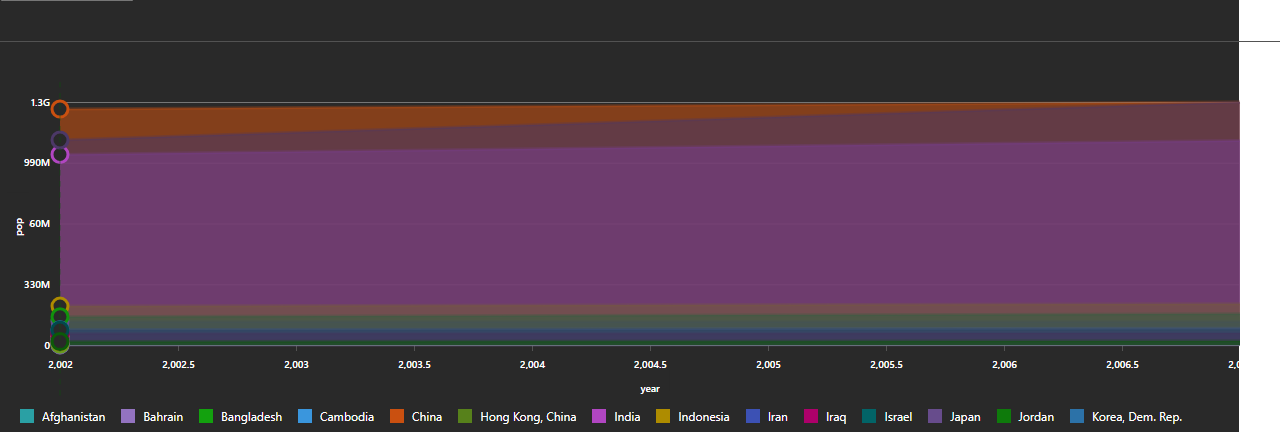 1.3G
990M
60M
330M
0
pop
2,002 2,002.5 2,003 2,003.5 2,004 2,004.5 2,005 2,005.5 2,006 2,006.5 2,0
year
Afghanistan Bahrain Bangladesh Cambodia China Hong Kong, China India Indonesia Iran Iraq Israel Japan Jordan Korea, Dem. Rep.